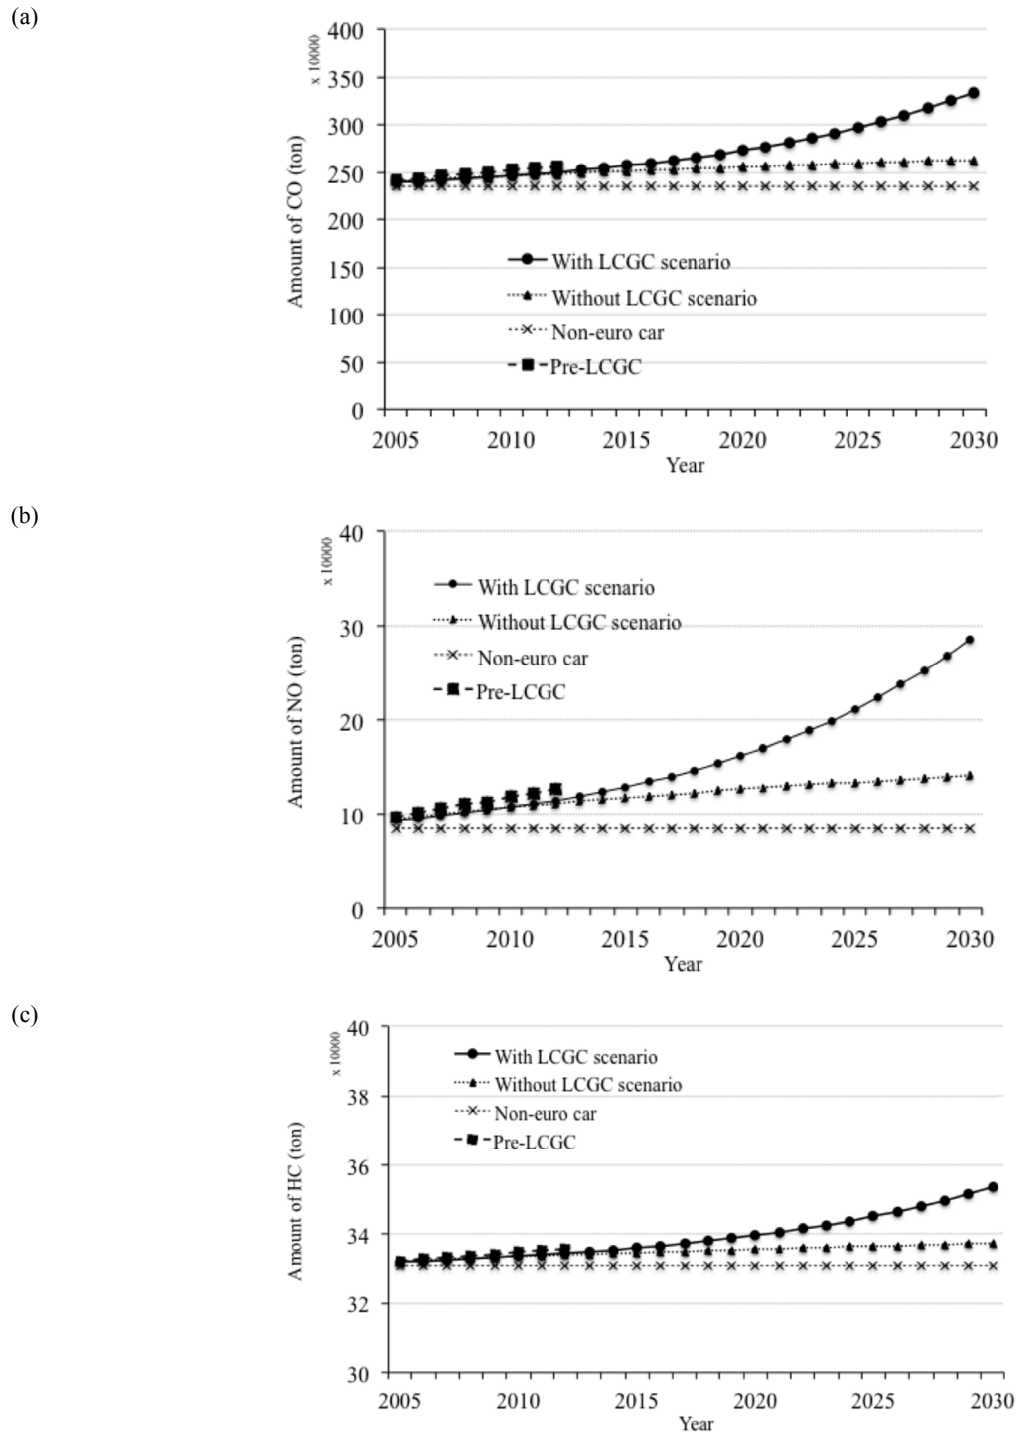 (a)
x 10000
Amount of CO (ton)
400
350
300
250
200
150
100
50
0
With LCGC scenario
Without LCGC scenario
Non-euro car
Pre-LCGC
2005 2010 2015 2020 2025 2030
Year
(b)
x 10000
Amount of NO (ton)
40
30
20
10
0
With LCGC scenario
Without LCGC scenario
Non-euro car
Pre-LCGC
2005 2010 2015 2020 2025 2030
Year
(c)
x 10000
Amount of HC (ton)
40
38
36
34
32
30
With LCGC scenario
Without LCGC scenario
Non-euro car
Pre-LCGC
2005 2010 2015 2020 2025 2030
Year